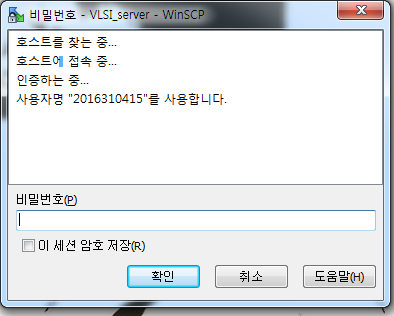 비밀번호 - VLSI_server - WinSCP
호스트를 찾는 중...
호스트에 접속 중...
인증하는 중...
사용자명 "2016310415"를 사용합니다.
비밀번호(P)
이 세션 암호 저장(R)
확인 취소 도움말(H)